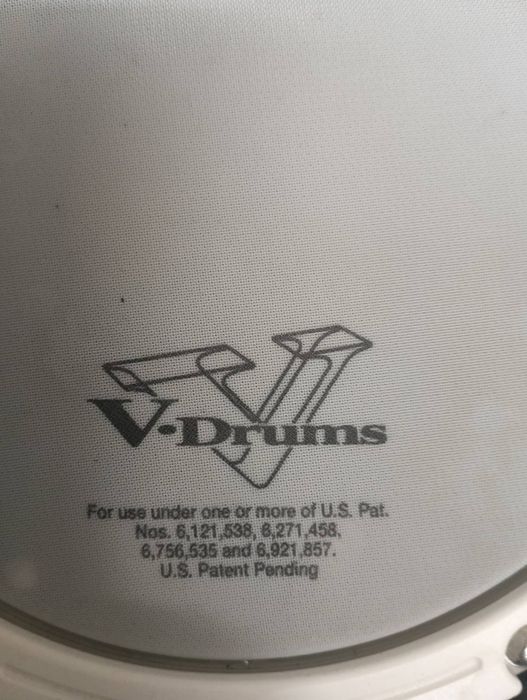 V-Drums
For use under one or more of U.S. Pat.
Nos. 6,121,538, 6,271,458,
6,756,535 and 6,921,857.
U.S. Patent Pending